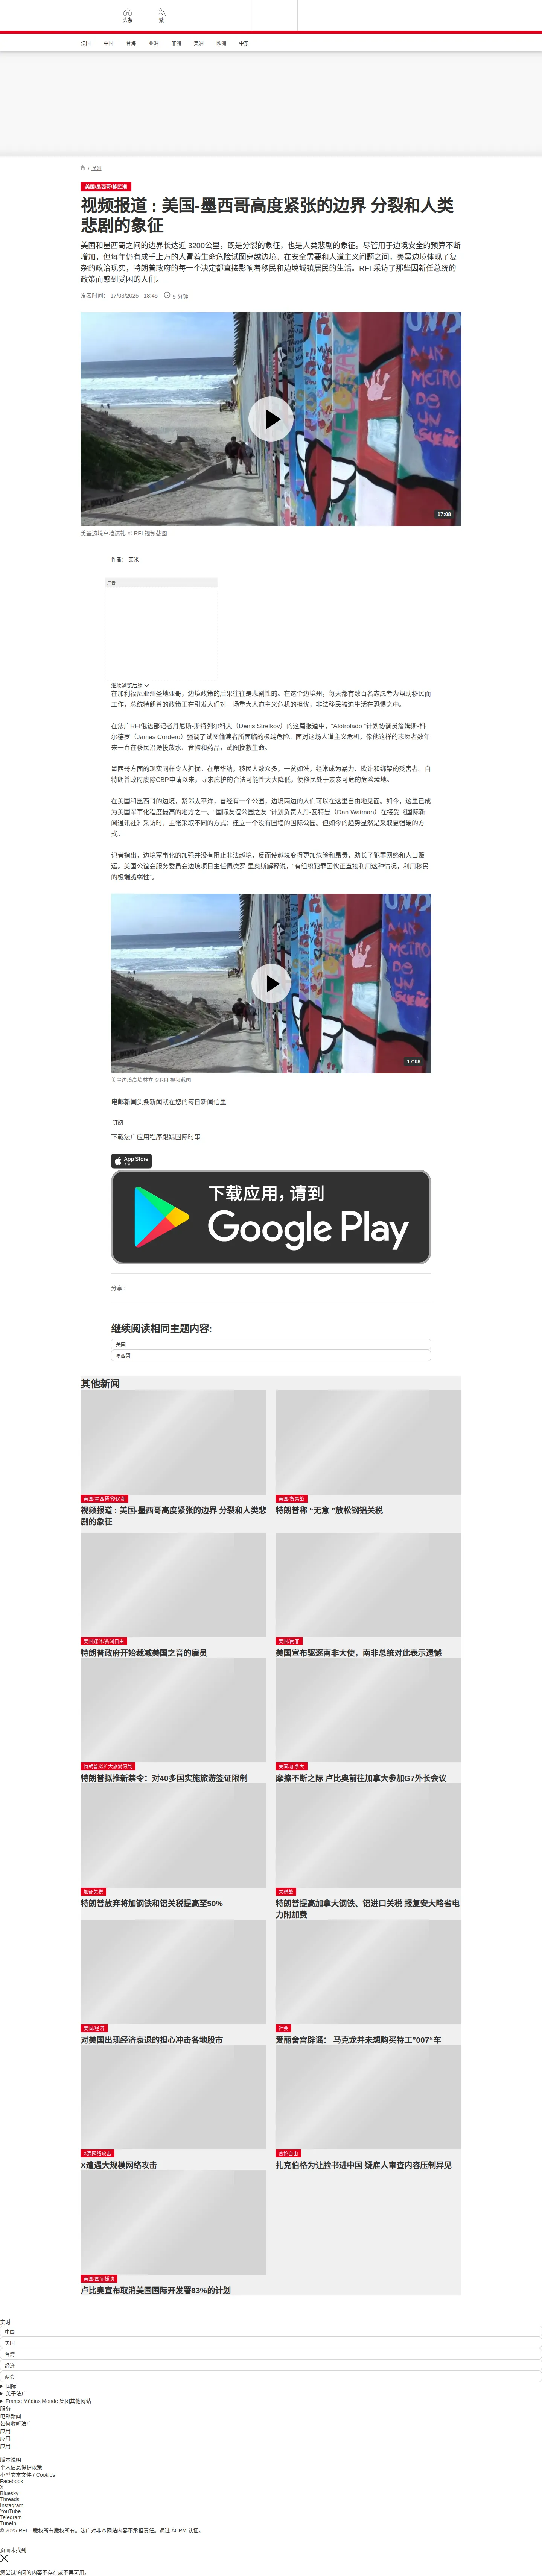 头条
繁
法国
中国
台海
亚洲
非洲
美洲
欧洲
中东
/ 美洲
美国/墨西哥/移民潮
视频报道 : 美国-墨西哥高度紧张的边界 分裂和人类
悲剧的象征
美国和墨西哥之间的边界长达近 3200公里，既是分裂的象征，也是人类悲剧的象征。尽管用于边境安全的预算不断
增加，但每年仍有成千上万的人冒着生命危险试图穿越边境。在安全需要和人道主义问题之间，美墨边境体现了复
杂的政治现实，特朗普政府的每一个决定都直接影响着移民和边境城镇居民的生活。RFI 采访了那些因新任总统的
政策而感到受困的人们。
发表时间： 17/03/2025 - 18:45 5 分钟
17:08
美墨边境高墙送礼 © RFI 视频截图
作者： 艾米
广告
继续浏览后续
在加利福尼亚州圣地亚哥，边境政策的后果往往是悲剧性的。在这个边境州，每天都有数百名志愿者为帮助移民而
工作，总统特朗普的政策正在引发人们对一场重大人道主义危机的担忧，非法移民被迫生活在恐惧之中。
在法广RFI俄语部记者丹尼斯-斯特列尔科夫（Denis Strelkov）的这篇报道中，"Alotrolado "计划协调员詹姆斯-科
尔德罗（James Cordero）强调了试图偷渡者所面临的极端危险。面对这场人道主义危机，像他这样的志愿者数年
来一直在移民沿途投放水、食物和药品，试图挽救生命。
墨西哥方面的现实同样令人担忧。在蒂华纳，移民人数众多，一贫如洗，经常成为暴力、欺诈和绑架的受害者。自
特朗普政府废除CBP申请以来，寻求庇护的合法可能性大大降低，使移民处于岌岌可危的危险境地。
在美国和墨西哥的边境，紧邻太平洋，曾经有一个公园，边境两边的人们可以在这里自由地见面。如今，这里已成
为美国军事化程度最高的地方之一。"国际友谊公园之友 "计划负责人丹-瓦特曼（Dan Watman）在接受《国际新
闻通讯社》采访时，主张采取不同的方式：建立一个没有围墙的国际公园。但如今的趋势显然是采取更强硬的方
式。
记者指出，边境军事化的加强并没有阻止非法越境，反而使越境变得更加危险和昂贵，助长了犯罪网络和人口贩
运。美国公谊会服务委员会边境项目主任佩德罗-里奥斯解释说，"有组织犯罪团伙正直接利用这种情况，利用移民
的极端脆弱性"。
17:08
美墨边境高墙林立 © RFI 视频截图
电邮新闻头条新闻就在您的每日新闻信里
订阅
下载法广应用程序跟踪国际时事
App Store
下载应用，请到
Google Play
分享 :
继续阅读相同主题内容:
美国
墨西哥
其他新闻
美国/墨西哥/移民潮
视频报道 : 美国-墨西哥高度紧张的边界 分裂和人类悲
剧的象征
美国/贸易战
特朗普称 “无意 ”放松钢铝关税
美国媒体/新闻自由
特朗普政府开始裁减美国之音的雇员
美国/南非
美国宣布驱逐南非大使，南非总统对此表示遗憾
特朗普拟扩大旅游限制
特朗普拟推新禁令：对40多国实施旅游签证限制
美国/加拿大
摩擦不断之际 卢比奥前往加拿大参加G7外长会议
加征关税
特朗普放弃将加钢铁和铝关税提高至50%
关税战
特朗普提高加拿大钢铁、铝进口关税 报复安大略省电
力附加费
美国/经济
对美国出现经济衰退的担心冲击各地股市
社会
爱丽舍宫辟谣： 马克龙并未想购买特工"007"车
X遭网络攻击
X遭遇大规模网络攻击
言论自由
扎克伯格为让脸书进中国 疑雇人审查内容压制异见
美国/国际援助
卢比奥宣布取消美国国际开发署83%的计划
实时
中国
美国
台湾
经济
两会
国际
关于法广
France Médias Monde 集团其他网站
服务
电邮新闻
如何收听法广
应用
应用
应用
版本说明
个人信息保护政策
小型文本文件 / Cookies
Facebook
X
Bluesky
Threads
Instagram
YouTube
Telegram
TuneIn
© 2025 RFI – 版权所有版权所有。法广对非本网站内容不承担责任。通过 ACPM 认证。
页面未找到
您尝试访问的内容不存在或不再可用。